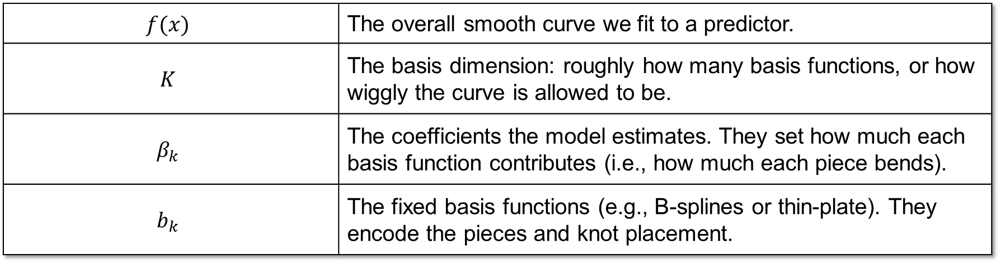 f(x)
The overall smooth curve we fit to a predictor.
K
The basis dimension: roughly how many basis functions, or how
wiggly the curve is allowed to be.
βₖ
The coefficients the model estimates. They set how much each
basis function contributes (i.e., how much each piece bends).
bₖ
The fixed basis functions (e.g., B-splines or thin-plate). They
encode the pieces and knot placement.